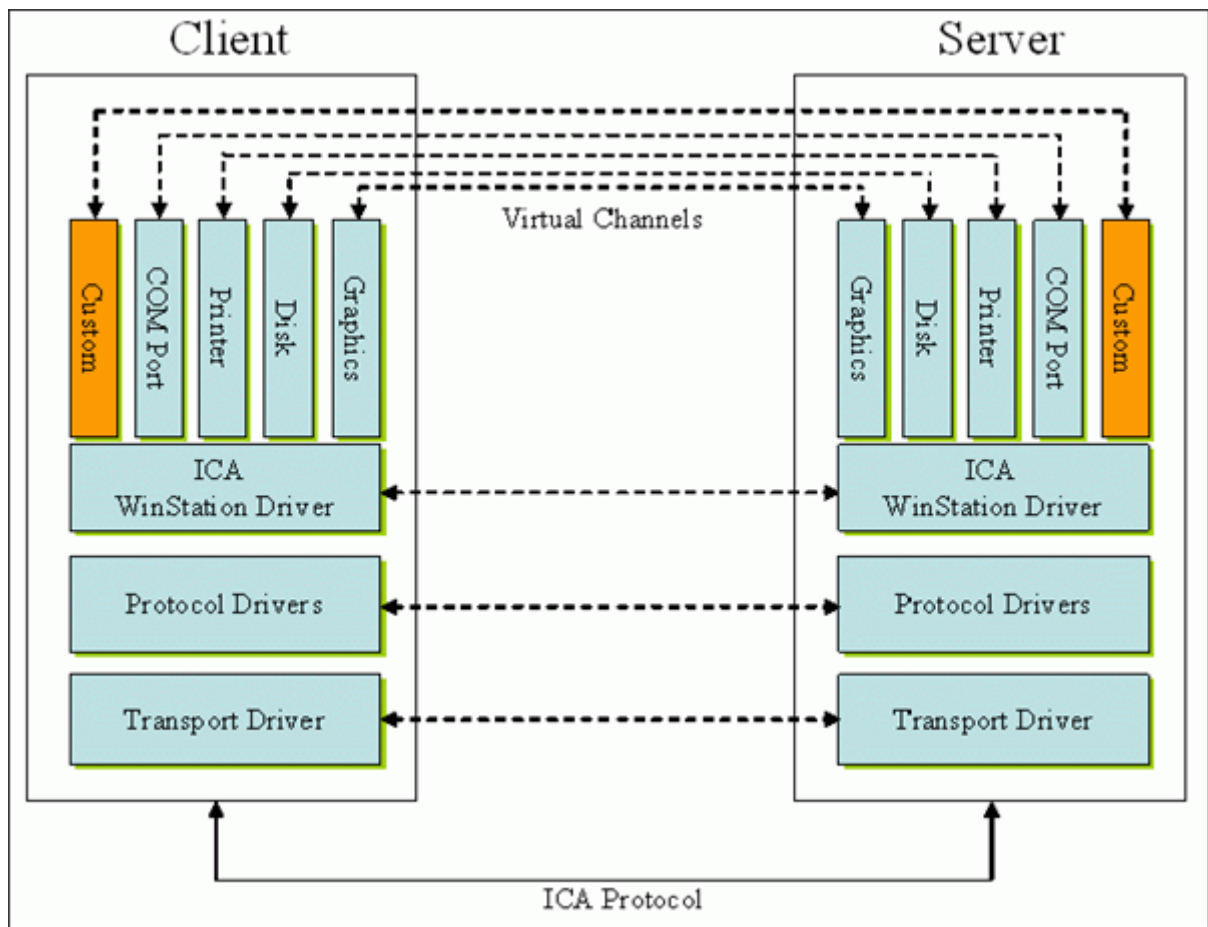 Client
Server
Virtual Channels
Custom
COM Port
Printer
Disk
Graphics
Graphics
Disk
Printer
COM Port
Custom
ICA
WinStation Driver
ICA
WinStation Driver
Protocol Drivers
Protocol Drivers
Transport Driver
Transport Driver
ICA Protocol